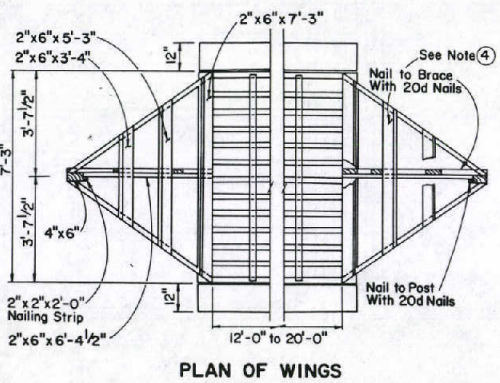 2"x6"x7'-3"
2"x6"x5'-3"
2"x6"x3'-4"
12"
See Note 4
Nail to Brace
With 20d Nails
3'-7 1/2"
7'-3"
3'-7 1/2"
4"x6"
2"x2"x2'-0"
Nailing Strip
2"x6"x6'-4 1/2"
12"
Nail to Post
With 20d Nails
12'-0" to 20'-0"
PLAN OF WINGS